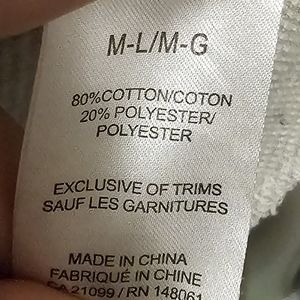 M-L/M-G
80%COTTON/COTON
20% POLYESTER/
POLYESTER
EXCLUSIVE OF TRIMS
SAUF LES GARNITURES
MADE IN CHINA
FABRIQUÉ IN CHINE
CA 21099 / RN 148061